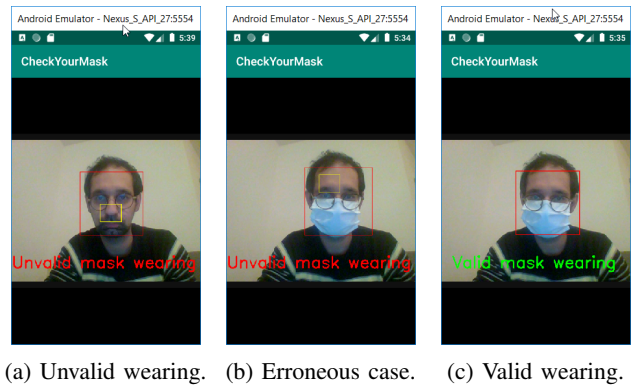 Android Emulator - Nexus_S_API_27:5554
5:39
CheckYourMask
Unvalid mask wearing
(a) Unvalid wearing.
Android Emulator - Nexus_S_API_27:5554
5:34
CheckYourMask
Unvalid mask wearing
(b) Erroneous case.
Android Emulator - Nexus_S_API_27:5554
5:35
CheckYourMask
Valid mask wearing
(c) Valid wearing.